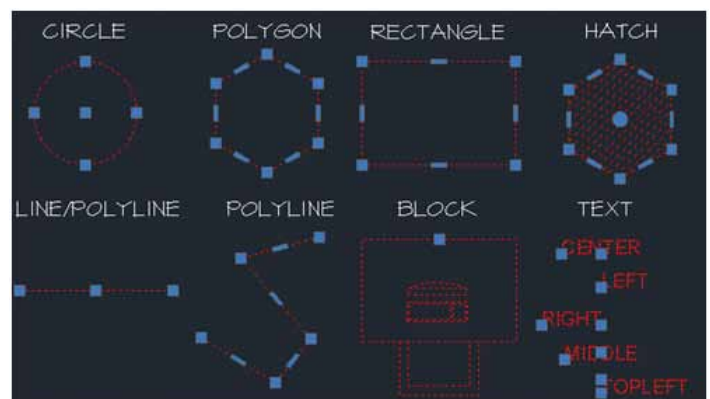 CIRCLE POLYGON RECTANGLE HATCH
LINE/POLYLINE POLYLINE BLOCK TEXT
CENTER
LEFT
RIGHT
MIDDLE
TOPLEFT